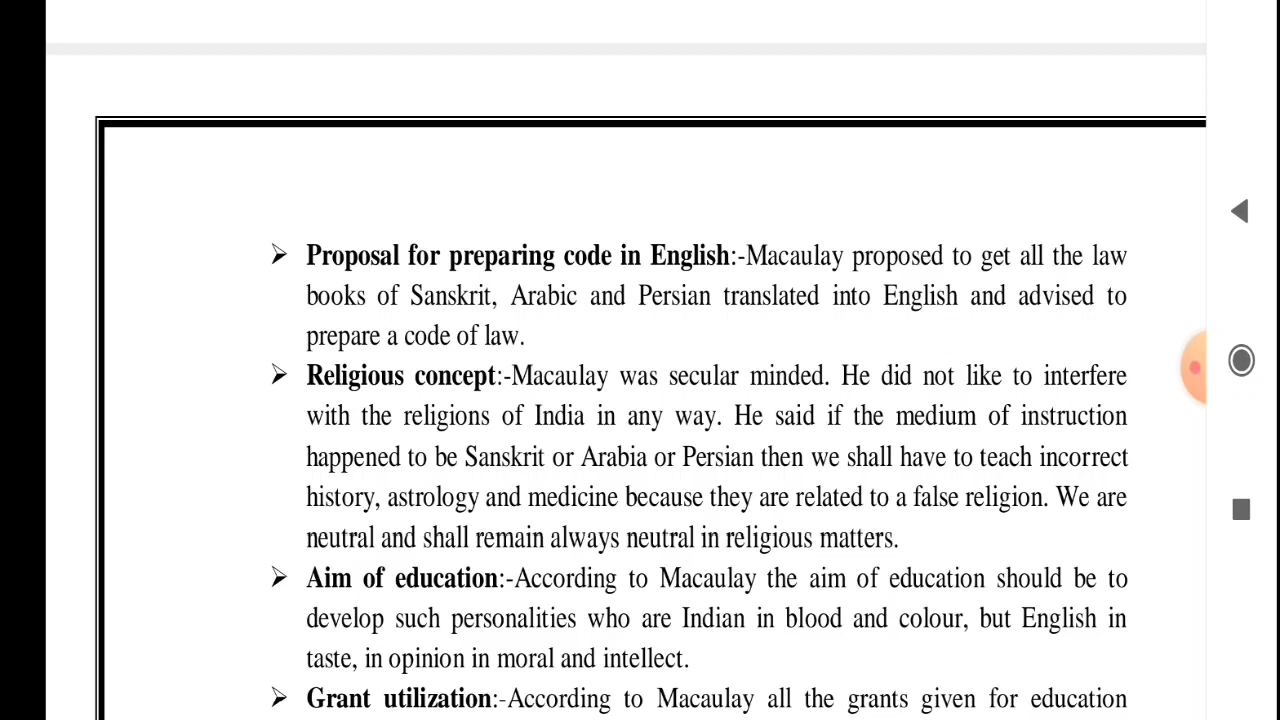 ➢ Proposal for preparing code in English:-Macaulay proposed to get all the law
books of Sanskrit, Arabic and Persian translated into English and advised to
prepare a code of law.
➢ Religious concept:-Macaulay was secular minded. He did not like to interfere
with the religions of India in any way. He said if the medium of instruction
happened to be Sanskrit or Arabia or Persian then we shall have to teach incorrect
history, astrology and medicine because they are related to a false religion. We are
neutral and shall remain always neutral in religious matters.
➢ Aim of education:-According to Macaulay the aim of education should be to
develop such personalities who are Indian in blood and colour, but English in
taste, in opinion in moral and intellect.
➢ Grant utilization:-According to Macaulay all the grants given for education